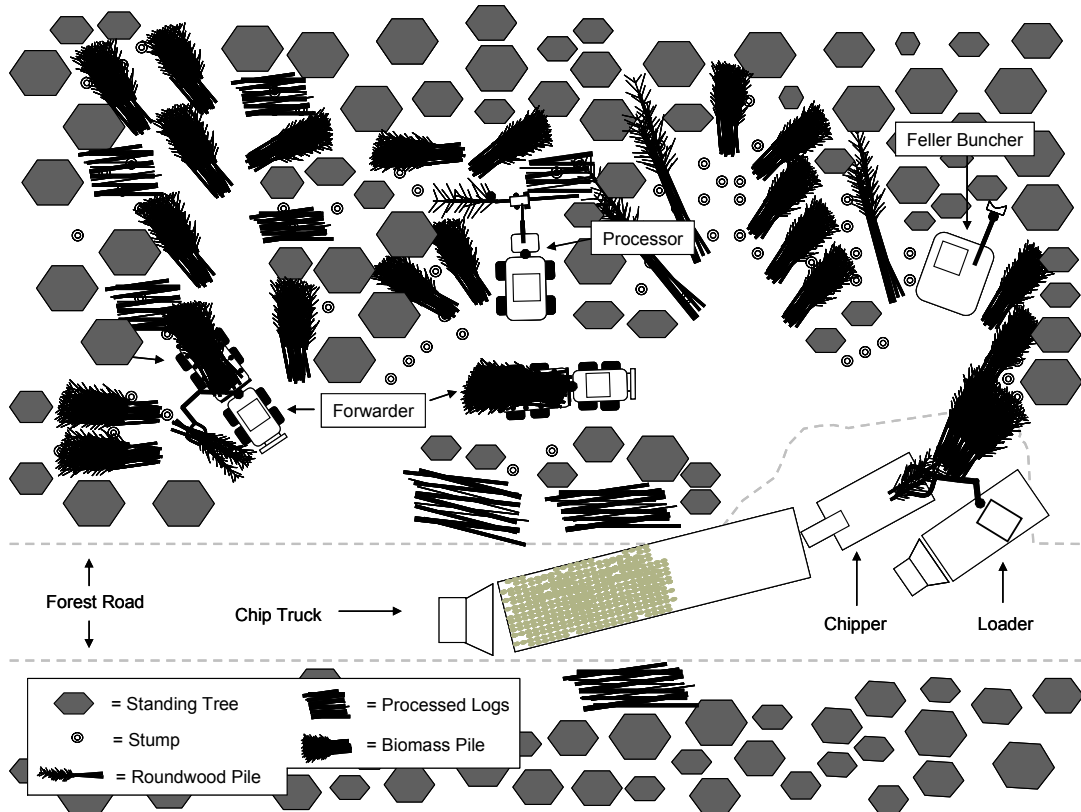 Feller Buncher
Processor
Forwarder
Forest Road
Chip Truck
Chipper
Loader
= Standing Tree
= Processed Logs
= Stump
= Biomass Pile
= Roundwood Pile